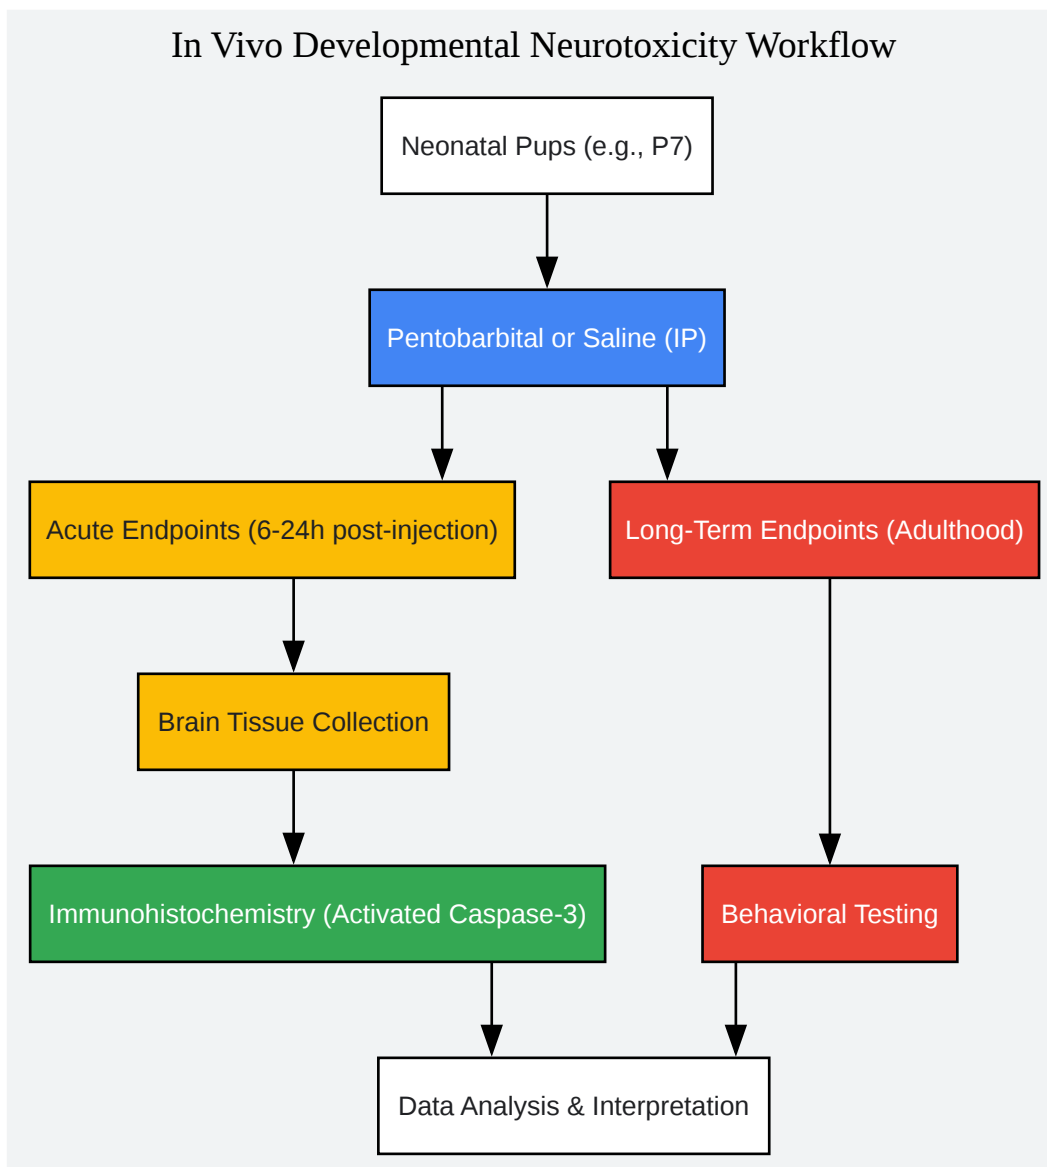 In Vivo Developmental Neurotoxicity Workflow
Neonatal Pups (e.g., P7)
Pentobarbital or Saline (IP)
Acute Endpoints (6-24h post-injection)
Long-Term Endpoints (Adulthood)
Brain Tissue Collection
Immunohistochemistry (Activated Caspase-3)
Behavioral Testing
Data Analysis & Interpretation